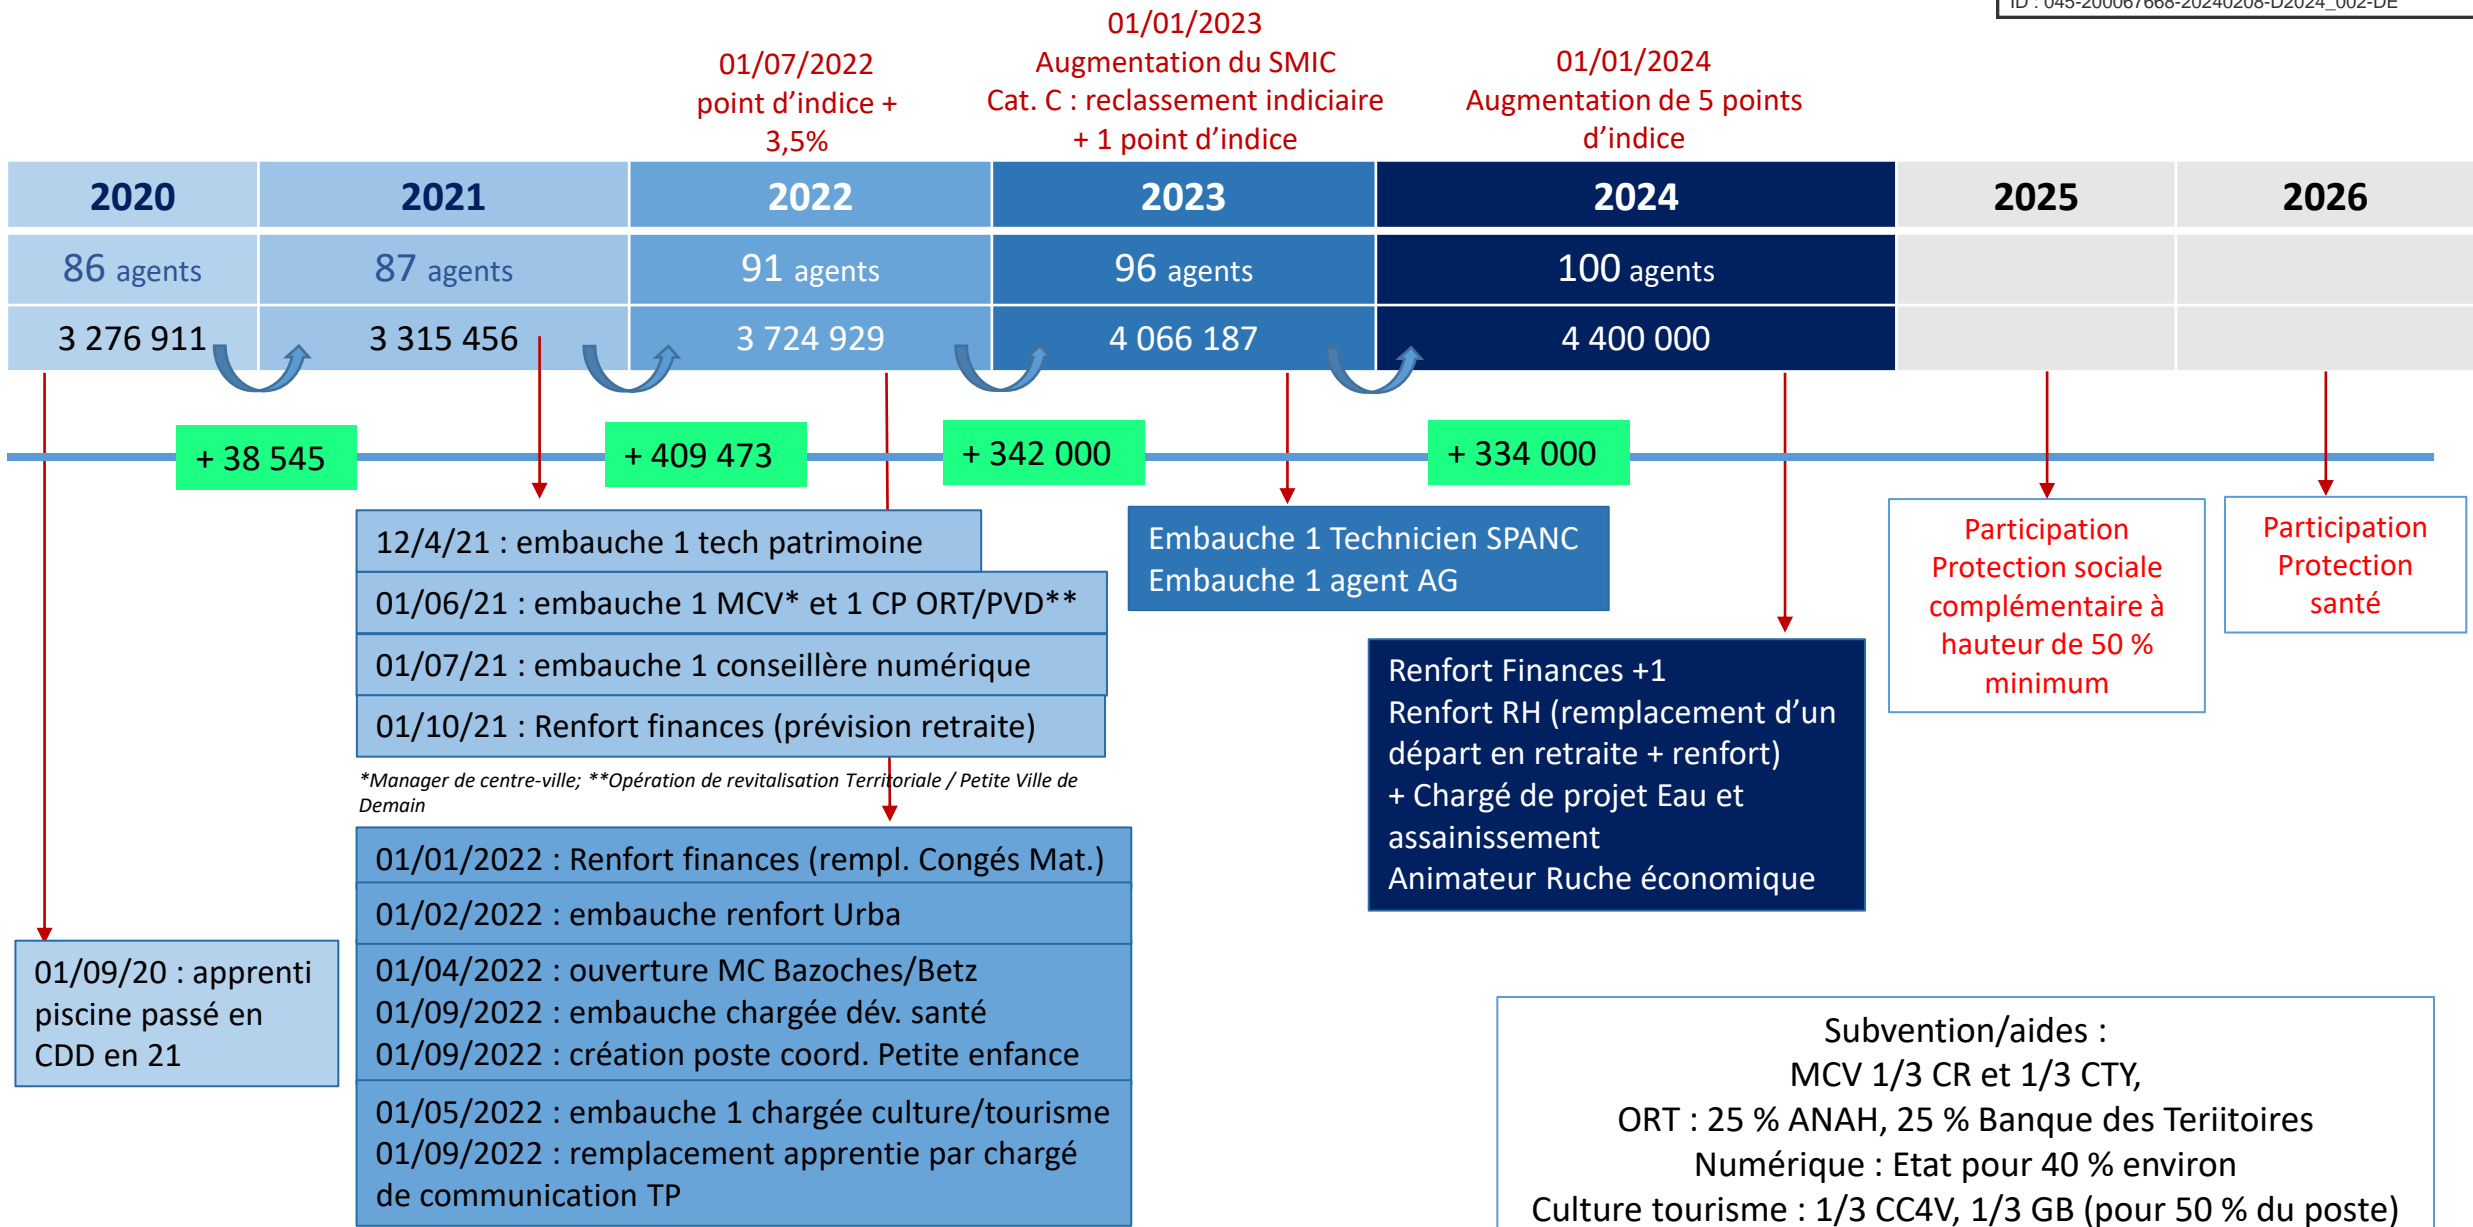 ID : 045-200067668-20240208-D2024_002-DE
01/07/2022
point d’indice +
3,5%
01/01/2023
Augmentation du SMIC
Cat. C : reclassement indiciaire
+ 1 point d’indice
01/01/2024
Augmentation de 5 points
d’indice
2020 2021 2022 2023 2024 2025 2026
86 agents 87 agents 91 agents 96 agents 100 agents
3 276 911 3 315 456 3 724 929 4 066 187 4 400 000
+ 38 545 + 409 473 + 342 000 + 334 000
12/4/21 : embauche 1 tech patrimoine
01/06/21 : embauche 1 MCV* et 1 CP ORT/PVD**
01/07/21 : embauche 1 conseillère numérique
01/10/21 : Renfort finances (prévision retraite)
*Manager de centre-ville; **Opération de revitalisation Territoriale / Petite Ville de
Demain
Embauche 1 Technicien SPANC
Embauche 1 agent AG
Participation
Protection sociale
complémentaire à
hauteur de 50 %
minimum
Participation
Protection
santé
Renfort Finances +1
Renfort RH (remplacement d’un
départ en retraite + renfort)
+ Chargé de projet Eau et
assainissement
Animateur Ruche économique
01/01/2022 : Renfort finances (rempl. Congés Mat.)
01/02/2022 : embauche renfort Urba
01/04/2022 : ouverture MC Bazoches/Betz
01/09/2022 : embauche chargée dév. santé
01/09/2022 : création poste coord. Petite enfance
01/05/2022 : embauche 1 chargée culture/tourisme
01/09/2022 : remplacement apprentie par chargé
de communication TP
01/09/20 : apprenti
piscine passé en
CDD en 21
Subvention/aides :
MCV 1/3 CR et 1/3 CTY,
ORT : 25 % ANAH, 25 % Banque des Teriitoires
Numérique : Etat pour 40 % environ
Culture tourisme : 1/3 CC4V, 1/3 GB (pour 50 % du poste)